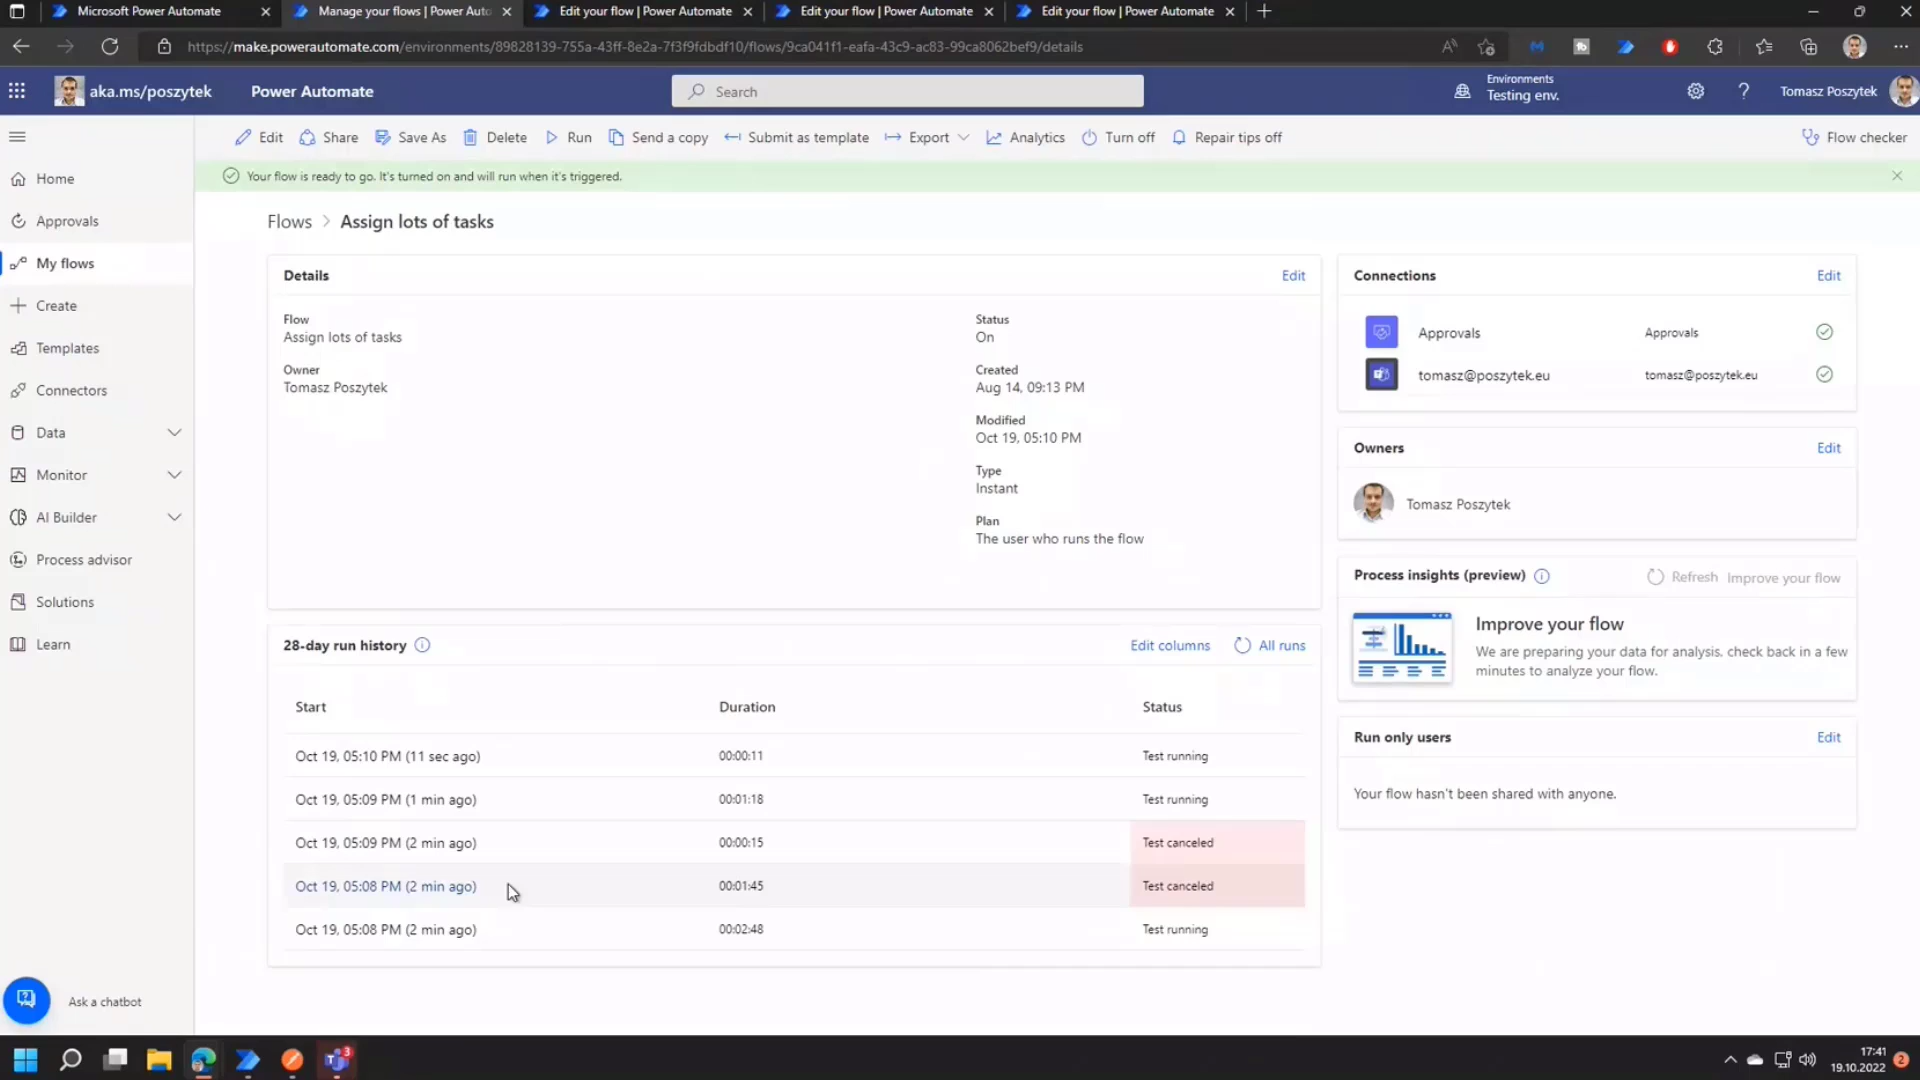 Microsoft Power Automate
Manage your flows | Power Auto
Edit your flow | Power Automate
Edit your flow | Power Automate
Edit your flow | Power Automate
https://make.powerautomate.com/environments/89828139-755a-43ff-8e2a-7f3f9fdbdf10/flows/9ca041f1-eafa-43c9-ac83-99ca8062bef9/details
aka.ms/poszytek
Power Automate
Search
Environments
Testing env.
Tomasz Poszytek
Edit
Share
Save As
Delete
Run
Send a copy
Submit as template
Export
Analytics
Turn off
Repair tips off
Flow checker
Your flow is ready to go. It's turned on and will run when it's triggered.
Home
Approvals
My flows
Create
Templates
Connectors
Data
Monitor
AI Builder
Process advisor
Solutions
Learn
Ask a chatbot
Flows > Assign lots of tasks
Details
Edit
Flow
Assign lots of tasks
Owner
Tomasz Poszytek
Status
On
Created
Aug 14, 09:13 PM
Modified
Oct 19, 05:10 PM
Type
Instant
Plan
The user who runs the flow
28-day run history
Edit columns
All runs
Start Duration Status
Oct 19, 05:10 PM (11 sec ago) 00:00:11 Test running
Oct 19, 05:09 PM (1 min ago) 00:01:18 Test running
Oct 19, 05:09 PM (2 min ago) 00:00:15 Test canceled
Oct 19, 05:08 PM (2 min ago) 00:01:45 Test canceled
Oct 19, 05:08 PM (2 min ago) 00:02:48 Test running
Connections
Edit
Approvals Approvals
tomasz@poszytek.eu tomasz@poszytek.eu
Owners
Edit
Tomasz Poszytek
Process insights (preview)
Refresh
Improve your flow
Improve your flow
We are preparing your data for analysis. check back in a few
minutes to analyze your flow.
Run only users
Edit
Your flow hasn't been shared with anyone.
3
17:41
19.10.2022
2